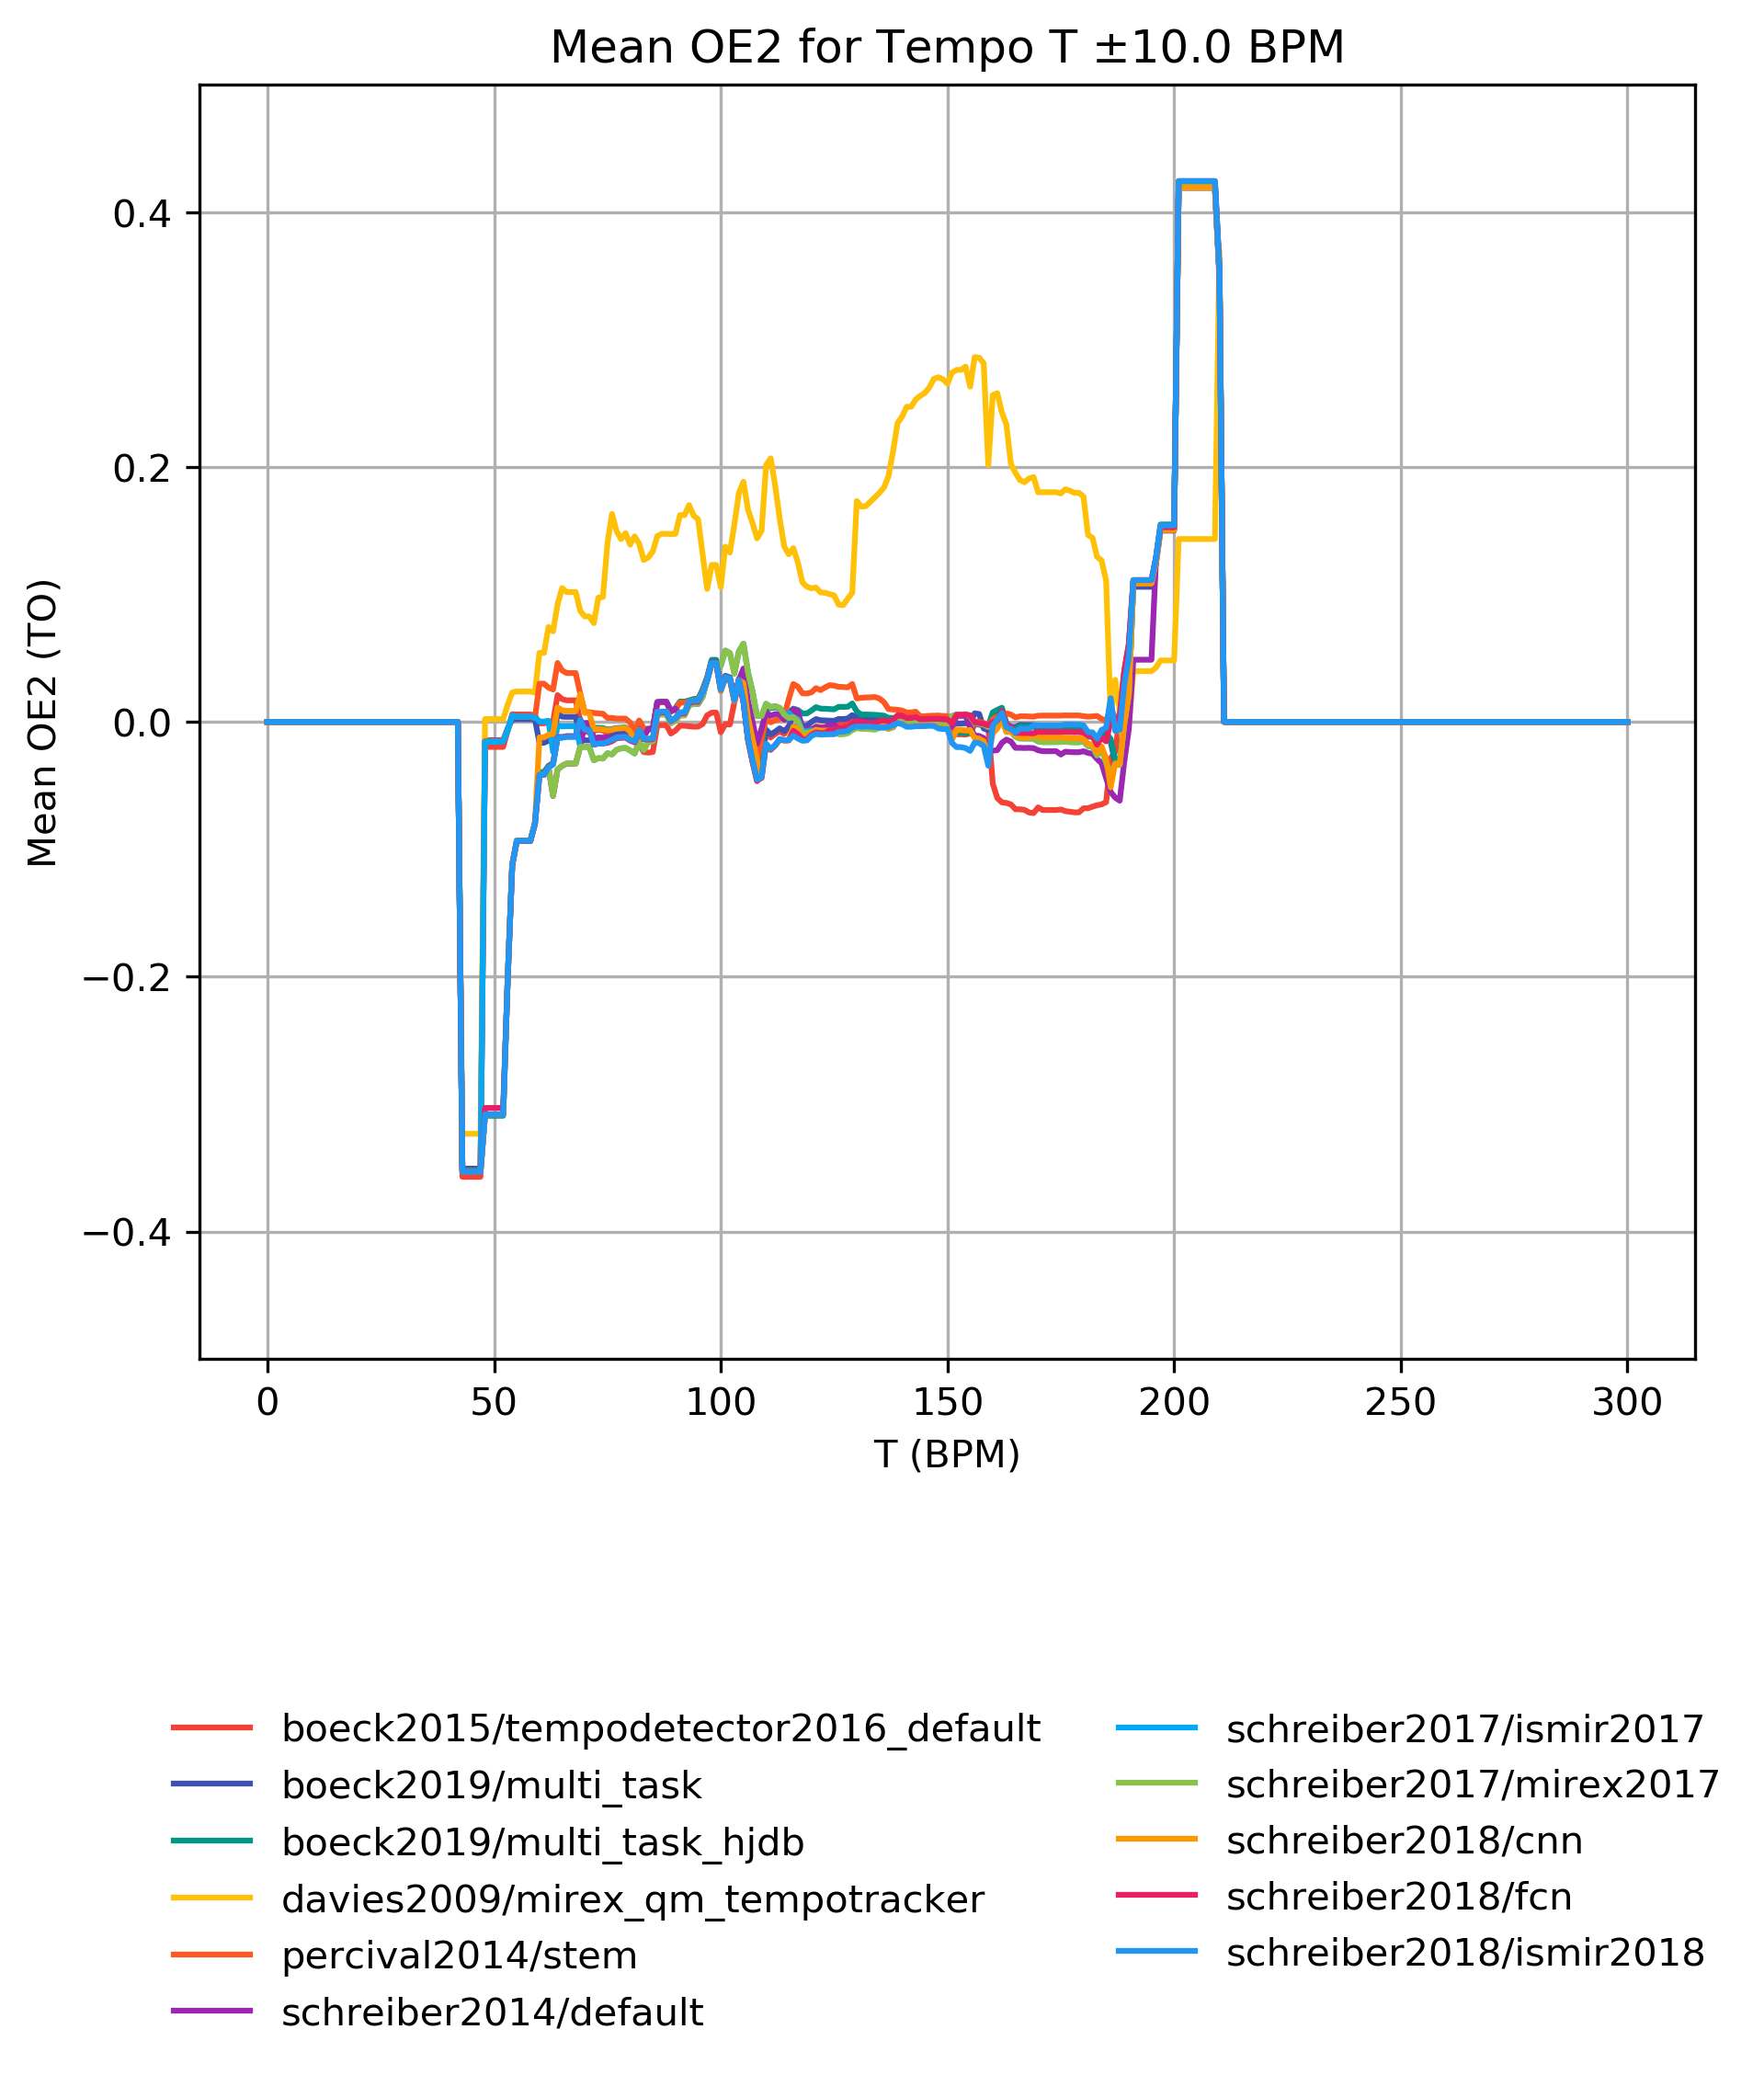 Mean OE2 for Tempo T ±10.0 BPM
Mean OE2 (TO)
0.4
0.2
0.0
−0.2
−0.4
0 50 100 150 200 250 300
T (BPM)
boeck2015/tempodetector2016_default
boeck2019/multi_task
boeck2019/multi_task_hjdb
davies2009/mirex_qm_tempotracker
percival2014/stem
schreiber2014/default
schreiber2017/ismir2017
schreiber2017/mirex2017
schreiber2018/cnn
schreiber2018/fcn
schreiber2018/ismir2018